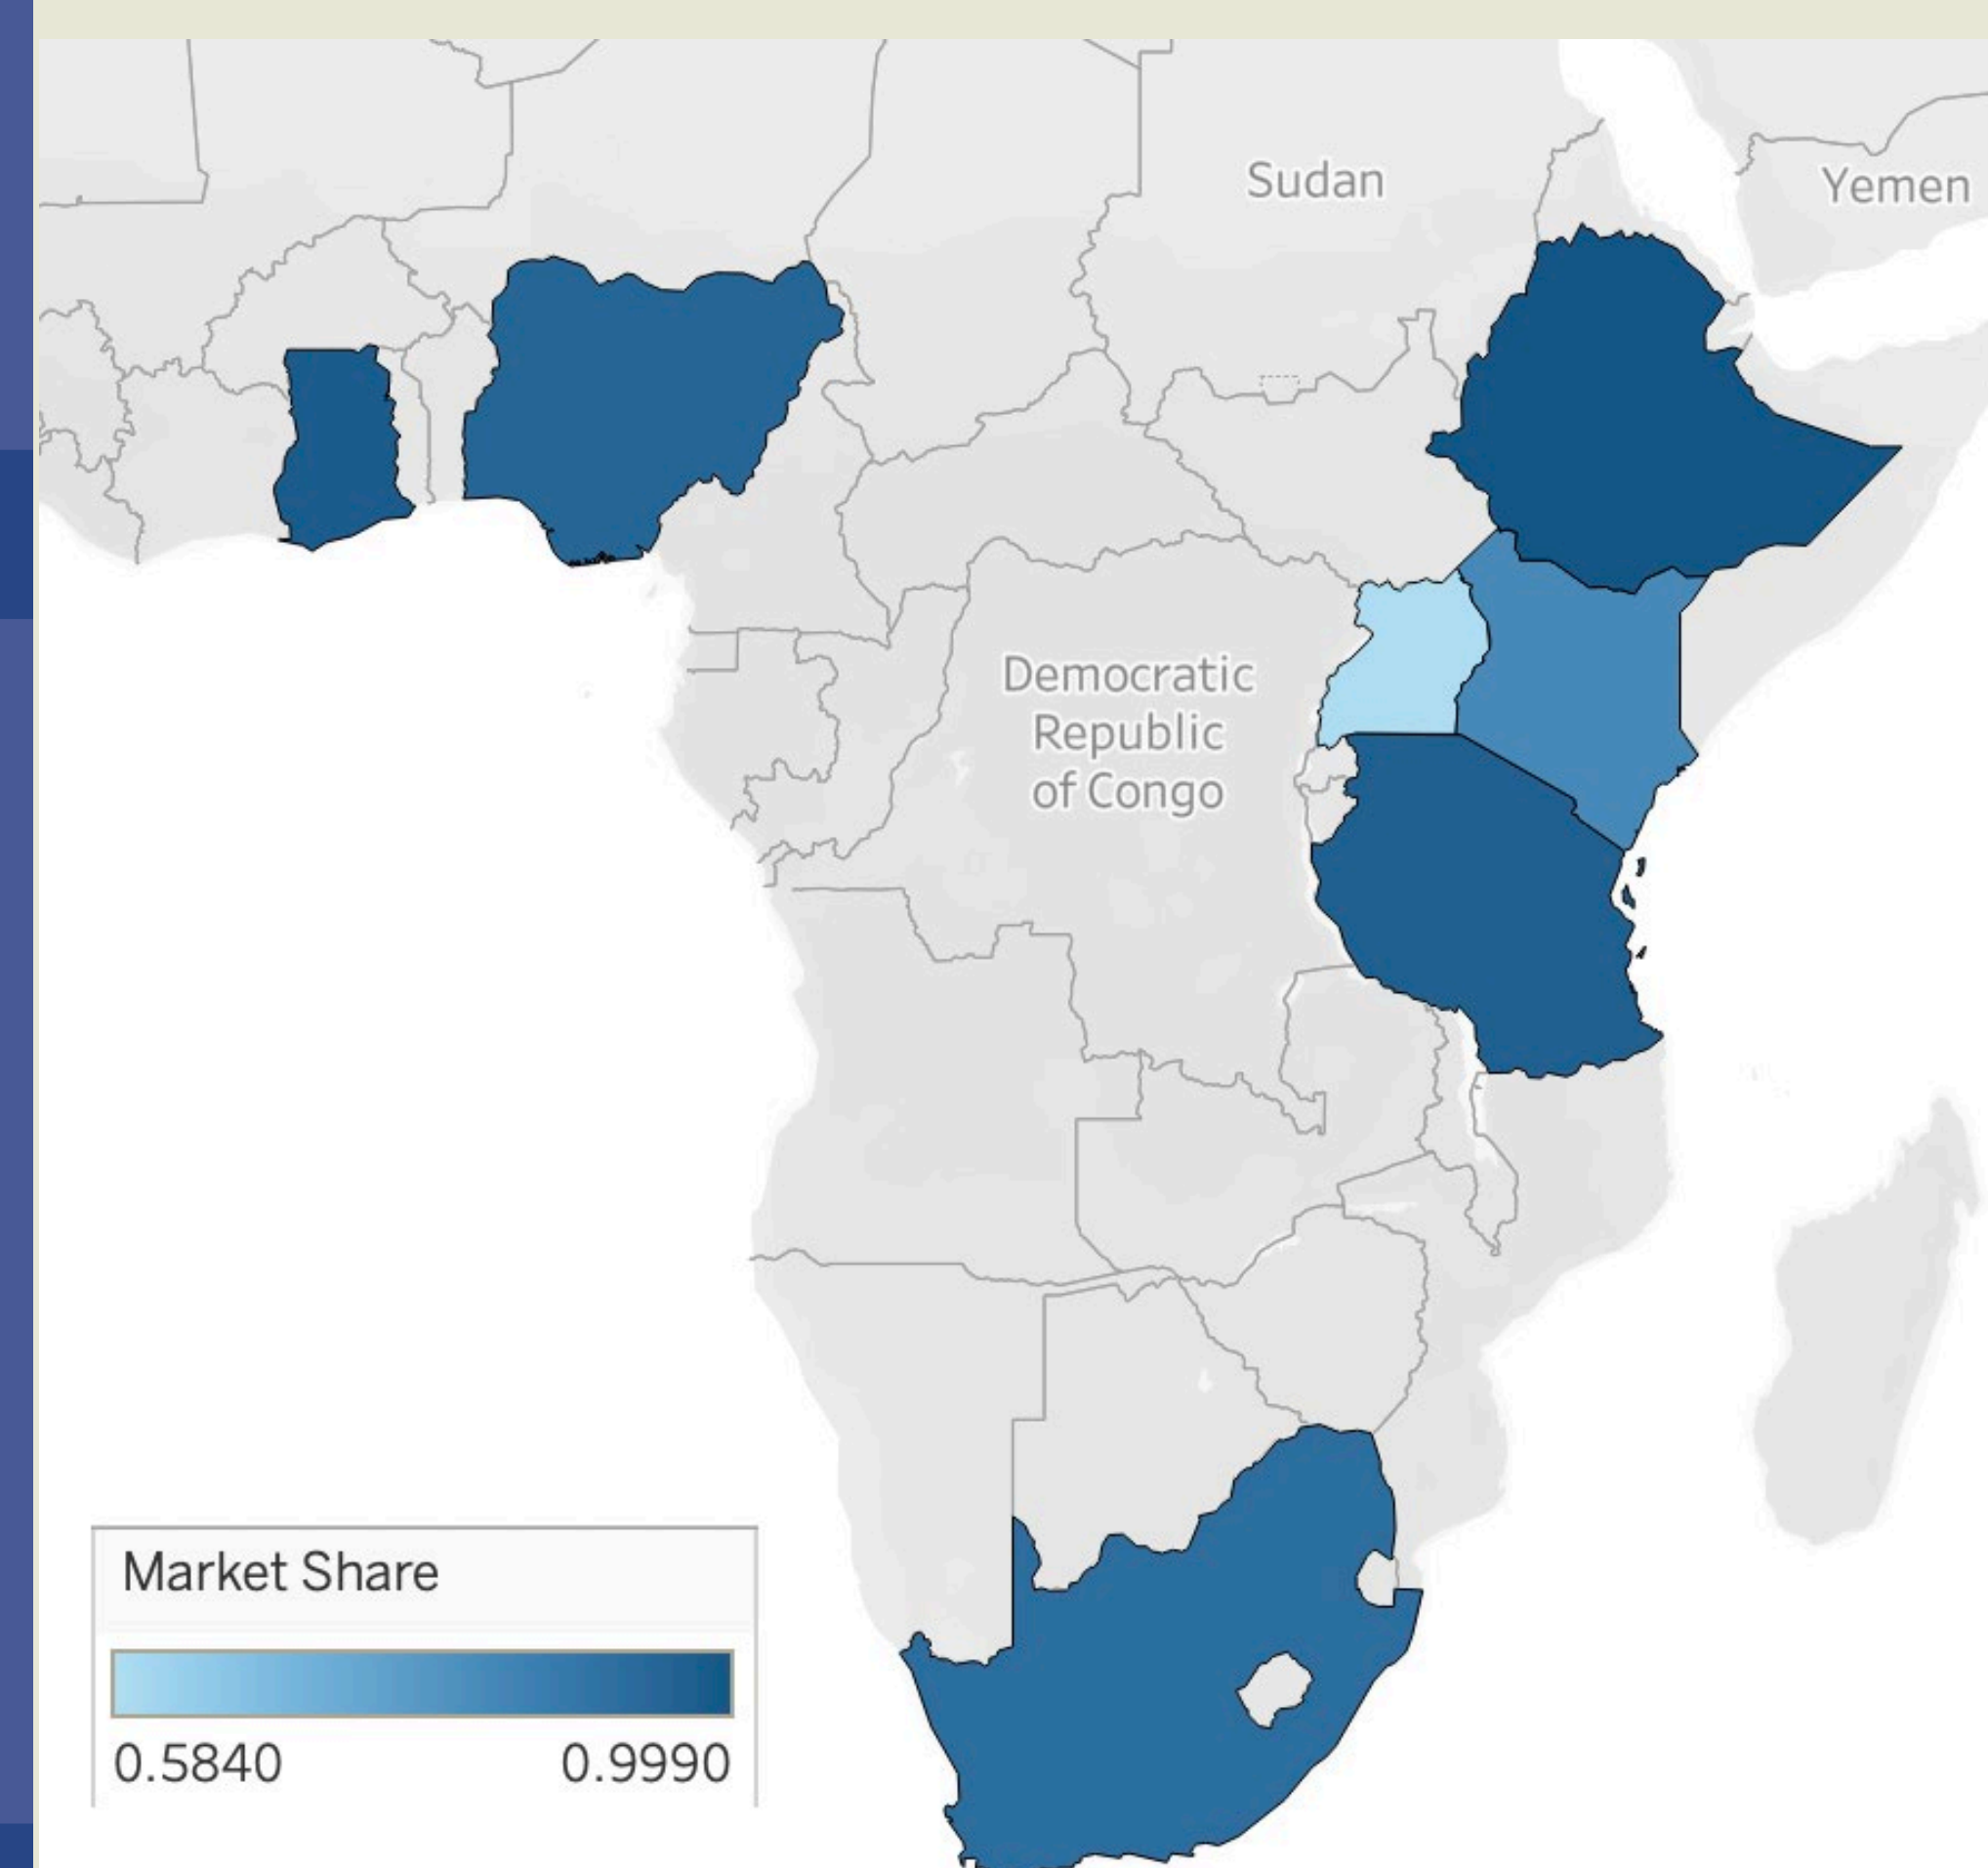 Sudan
Yemen
Democratic
Republic
of Congo
Market Share
0.5840 0.9990